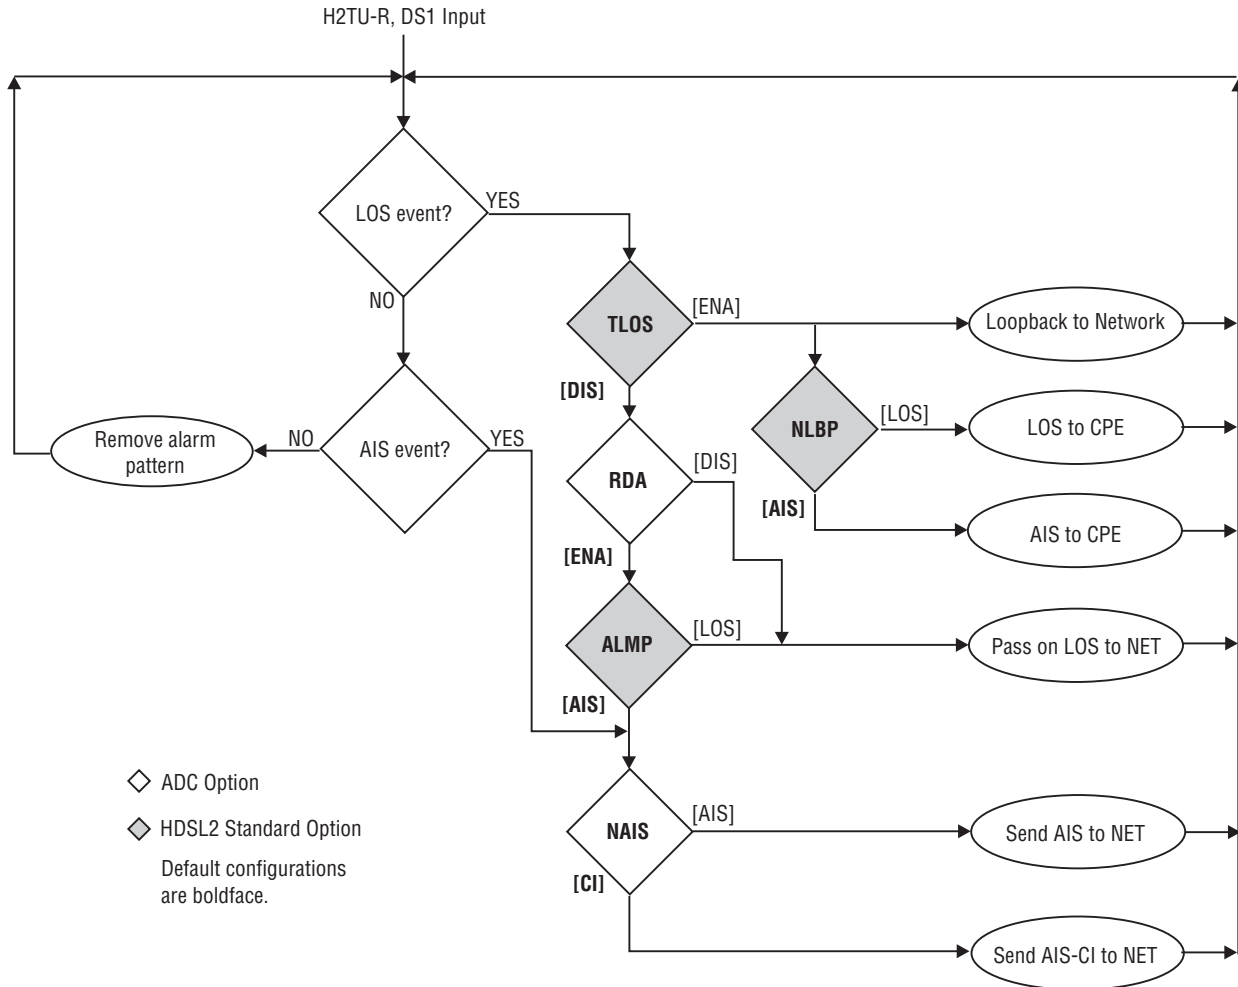 H2TU-R, DS1 Input
LOS event?
YES
NO
TLOS
[ENA]
Loopback to Network
[DIS]
NLBP
[LOS]
LOS to CPE
Remove alarm
pattern
NO
AIS event?
YES
RDA
[DIS]
[AIS]
AIS to CPE
[ENA]
ALMP
[LOS]
Pass on LOS to NET
[AIS]
ADC Option
HDSL2 Standard Option
Default configurations
are boldface.
NAIS
[AIS]
Send AIS to NET
[CI]
Send AIS-CI to NET